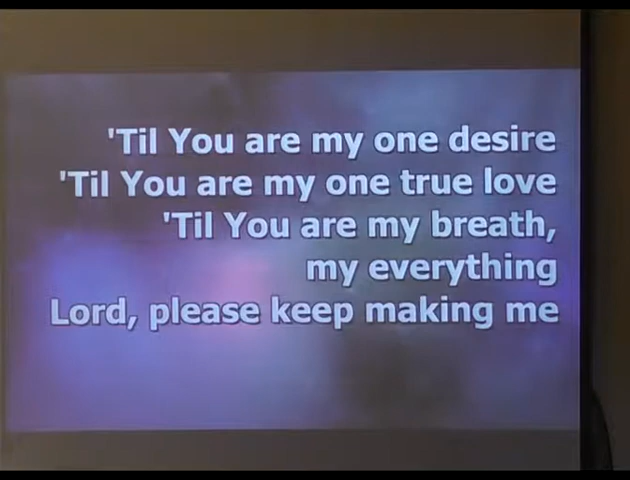 'Til You are my one desire
'Til You are my one true love
'Til You are my breath,
my everything
Lord, please keep making me